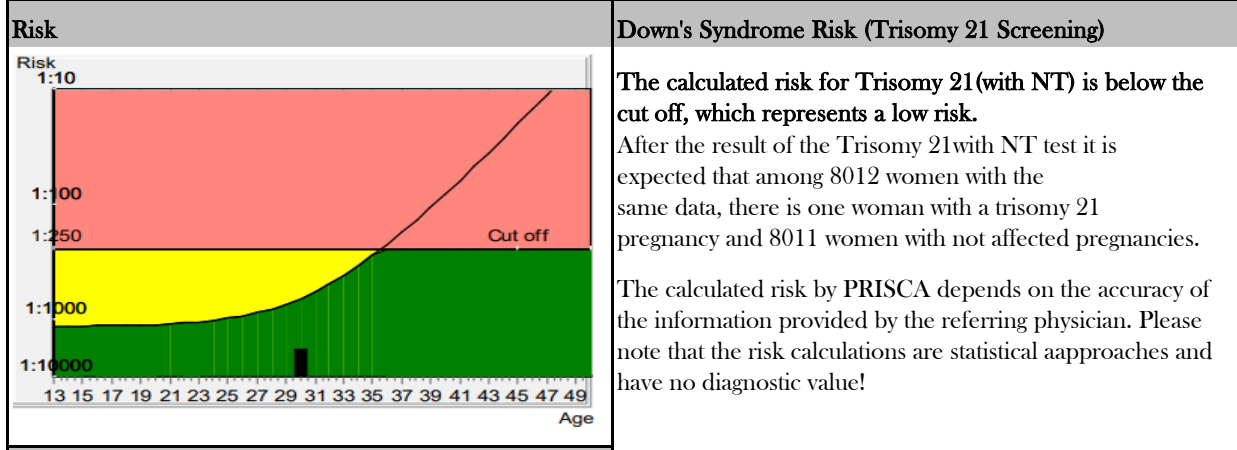 Risk
Down's Syndrome Risk (Trisomy 21 Screening)
Risk
1:10
1:100
1:250
Cut off
1:1000
1:10000
13 15 17 19 21 23 25 27 29 31 33 35 37 39 41 43 45 47 49
Age
The calculated risk for Trisomy 21(with NT) is below the
cut off, which represents a low risk.
After the result of the Trisomy 21with NT test it is
expected that among 8012 women with the
same data, there is one woman with a trisomy 21
pregnancy and 8011 women with not affected pregnancies.
The calculated risk by PRISCA depends on the accuracy of
the information provided by the referring physician. Please
note that the risk calculations are statistical aapproaches and
have no diagnostic value!